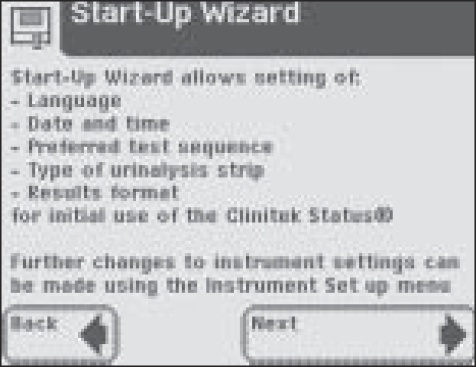 Start-Up Wizard
Start-Up Wizard allows setting of:
- Language
- Date and time
- Preferred test sequence
- Type of urinalysis strip
- Results format
for initial use of the Clinitek Status®
Further changes to instrument settings can
be made using the Instrument Set up menu
Back
Next